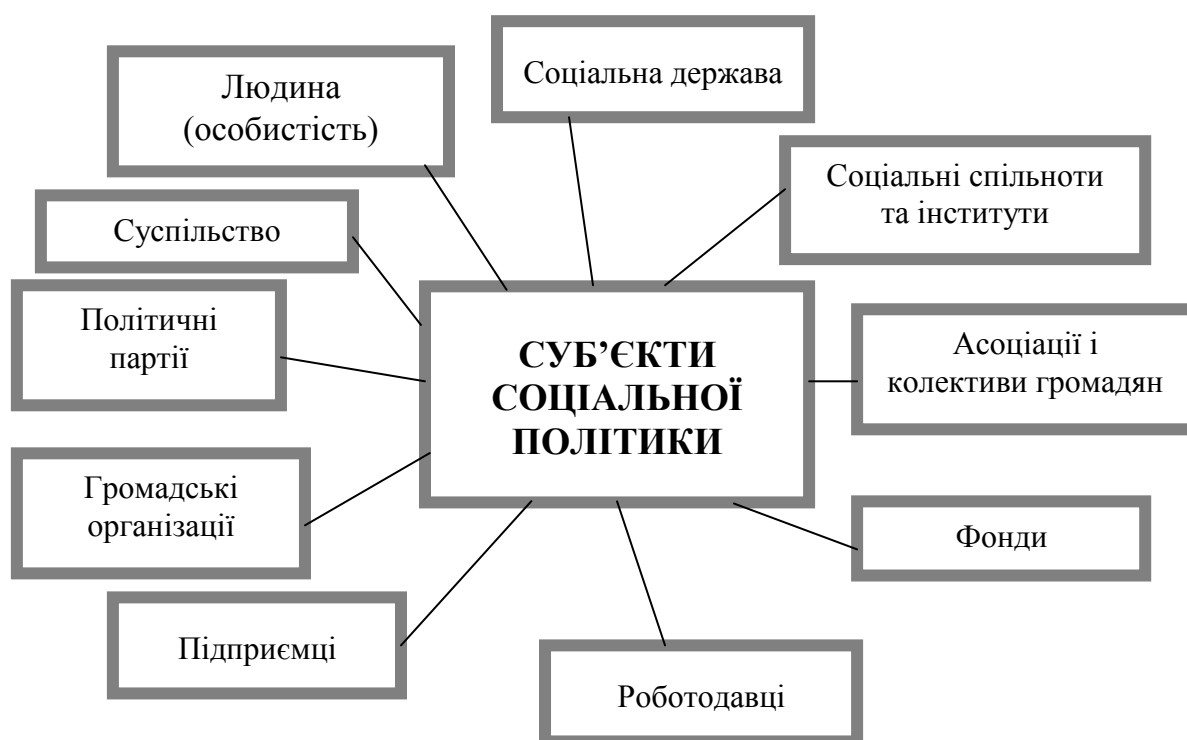 Соціальна держава
Людина
(особистість)
Соціальні спільноти
та інститути
Суспільство
Політичні
партії
СУБ’ЄКТИ
СОЦІАЛЬНОЇ
ПОЛІТИКИ
Асоціації і
колективи громадян
Громадські
організації
Фонди
Підприємці
Роботодавці